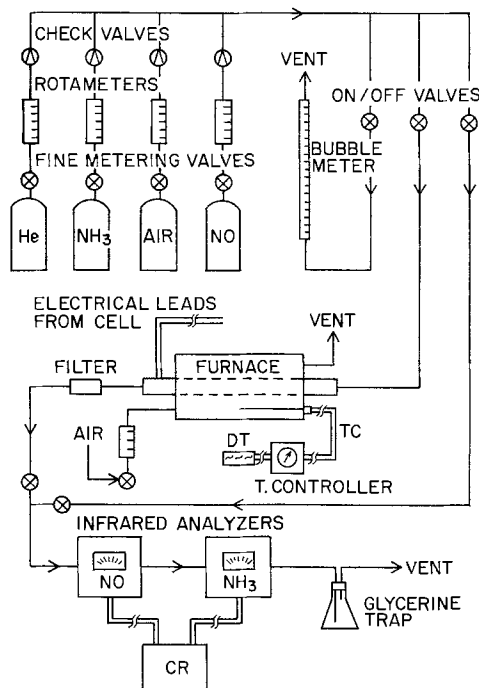 CHECK VALVES
VENT
ROTAMETERS
ON/OFF VALVES
BUBBLE
METER
FINE METERING VALVES
He
NH3
AIR
NO
ELECTRICAL LEADS
FROM CELL
VENT
FILTER
FURNACE
AIR
DT
TC
T. CONTROLLER
INFRARED ANALYZERS
NO
NH3
VENT
GLYCERINE
TRAP
CR